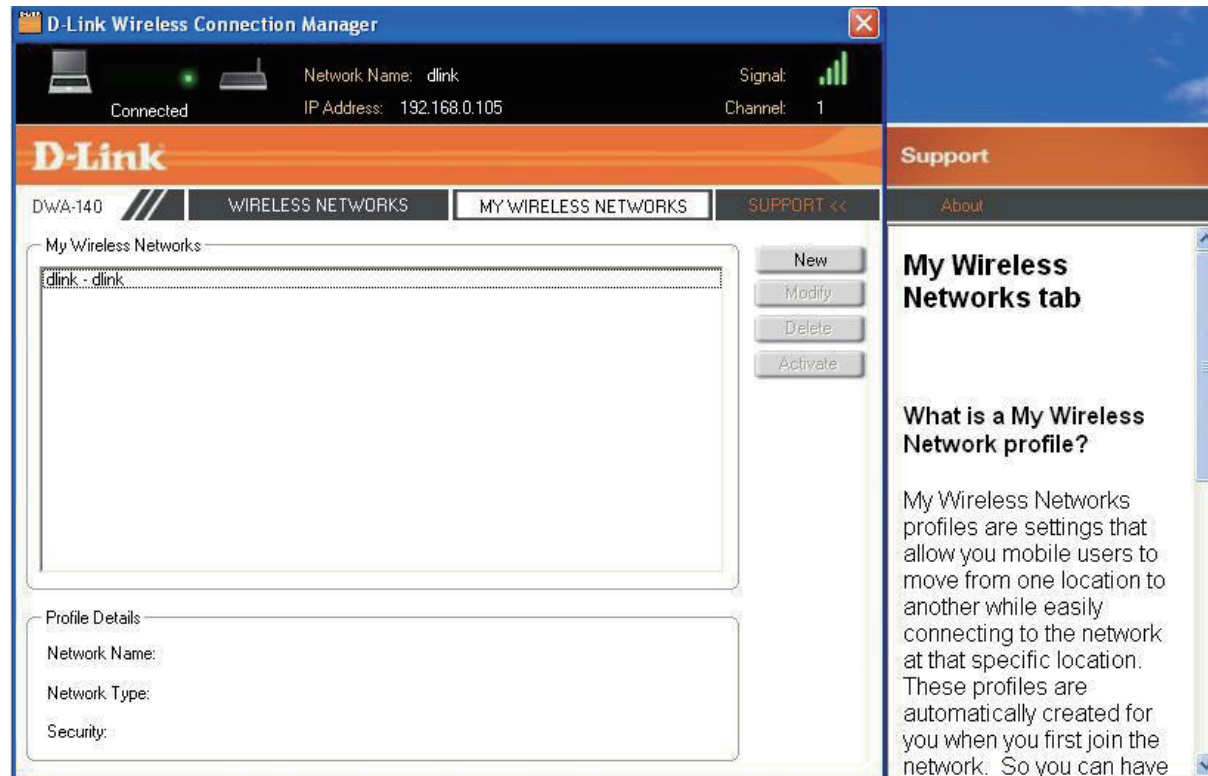 D-Link Wireless Connection Manager
Network Name: dlink
Signal:
Connected
IP Address: 192.168.0.105
Channel: 1
D-Link
DWA-140
WIRELESS NETWORKS
MY WIRELESS NETWORKS
SUPPORT <<
My Wireless Networks
dlink - dlink
New
Modify
Delete
Activate
Profile Details
Network Name:
Network Type:
Security:
Support
About
My Wireless
Networks tab
What is a My Wireless
Network profile?
My Wireless Networks
profiles are settings that
allow you mobile users to
move from one location to
another while easily
connecting to the network
at that specific location.
These profiles are
automatically created for
you when you first join the
network. So you can have